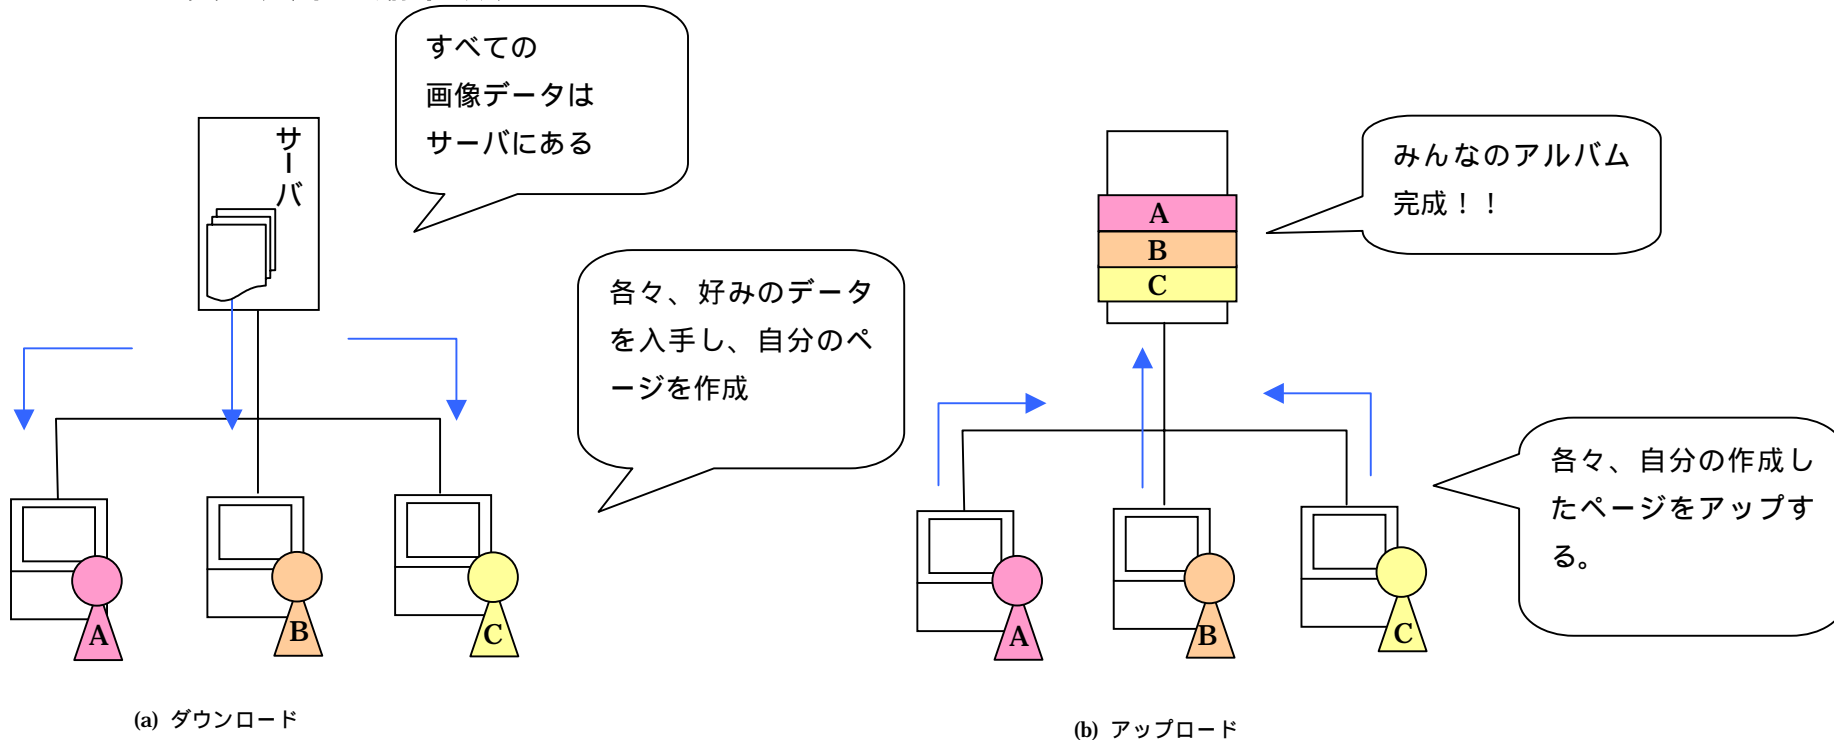 すべての
画像データは
サーバにある
サーバ
各々、好みのデータ
を入手し、自分のペ
ージを作成
A
B
C
(a) ダウンロード
みんなのアルバム
完成！！
A
B
C
各々、自分の作成し
たページをアップす
る。
A
B
C
(b) アップロード